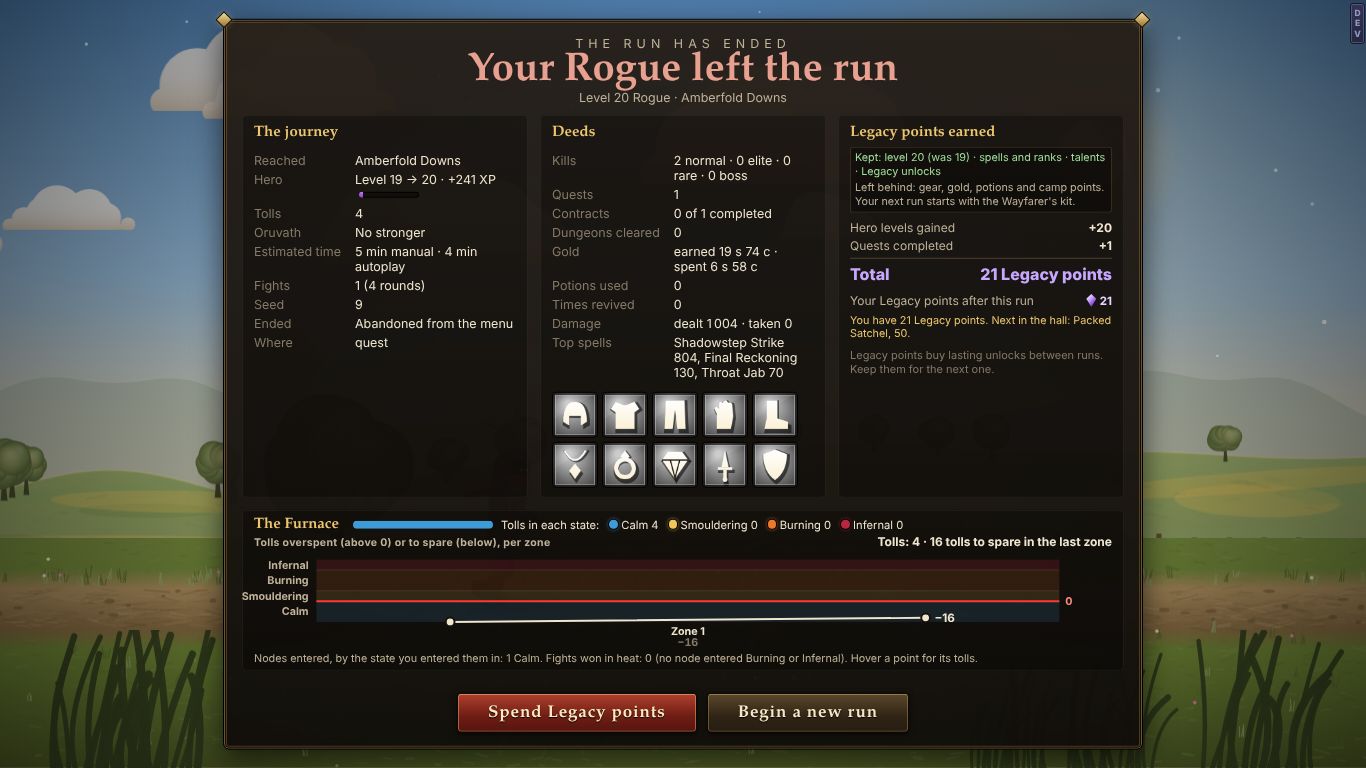 DEV
THE RUN HAS ENDED
Your Rogue left the run
Level 20 Rogue · Amberfold Downs
The journey
Reached Amberfold Downs
Hero Level 19 → 20 · +241 XP
Tolls 4
Oruvath No stronger
Estimated time 5 min manual · 4 min
autoplay
Fights 1 (4 rounds)
Seed 9
Ended Abandoned from the menu
Where quest
Deeds
Kills 2 normal · 0 elite · 0
rare · 0 boss
Quests 1
Contracts 0 of 1 completed
Dungeons cleared 0
Gold earned 19 s 74 c ·
spent 6 s 58 c
Potions used 0
Times revived 0
Damage dealt 1 004 · taken 0
Top spells Shadowstep Strike
804, Final Reckoning
130, Throat Jab 70
Legacy points earned
Kept: level 20 (was 19) · spells and ranks · talents
· Legacy unlocks
Left behind: gear, gold, potions and camp points.
Your next run starts with the Wayfarer's kit.
Hero levels gained +20
Quests completed +1
Total 21 Legacy points
Your Legacy points after this run 21
You have 21 Legacy points. Next in the hall: Packed
Satchel, 50.
Legacy points buy lasting unlocks between runs.
Keep them for the next one.
The Furnace Tolls in each state: Calm 4 Smouldering 0 Burning 0 Infernal 0
Tolls overspent (above 0) or to spare (below), per zone Tolls: 4 · 16 tolls to spare in the last zone
Infernal
Burning
Smouldering 0
Calm
−16
Zone 1
−16
Nodes entered, by the state you entered them in: 1 Calm. Fights won in heat: 0 (no node entered Burning or Infernal). Hover a point for its tolls.
Spend Legacy points Begin a new run